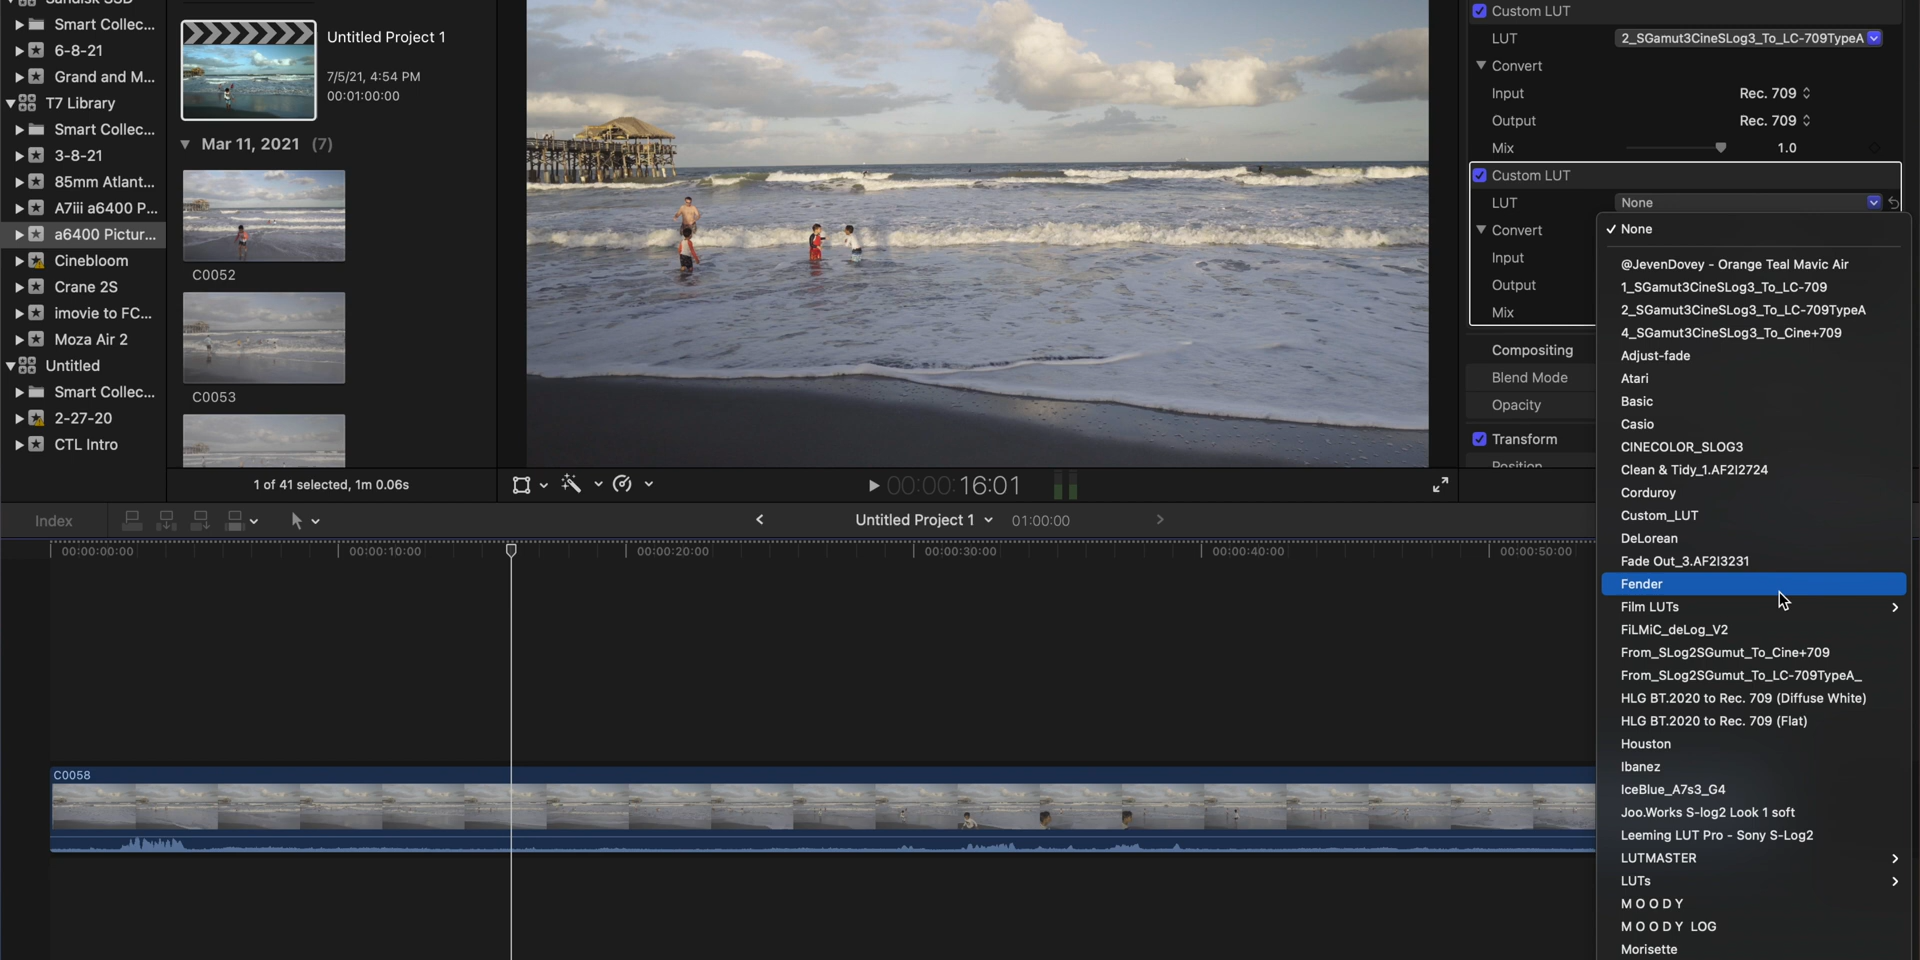 Sandisk SSD
Smart Collec...
6-8-21
Grand and M...
T7 Library
Smart Collec...
3-8-21
85mm Atlant...
A7iii a6400 P...
a6400 Pictur...
Cinebloom
Crane 2S
imovie to FC...
Moza Air 2
Untitled
Smart Collec...
2-27-20
CTL Intro
Untitled Project 1
7/5/21, 4:54 PM
00:01:00:00
Mar 11, 2021 (7)
C0052
C0053
1 of 41 selected, 1m 0.06s
00:00:16:01
Custom LUT
LUT 2_SGamut3CineSLog3_To_LC-709TypeA
Convert
Input Rec. 709
Output Rec. 709
Mix 1.0
Custom LUT
LUT None
Convert
Input
Output
Mix
Compositing
Blend Mode
Opacity
Transform
Position
None
@JevenDovey - Orange Teal Mavic Air
1_SGamut3CineSLog3_To_LC-709
2_SGamut3CineSLog3_To_LC-709TypeA
4_SGamut3CineSLog3_To_Cine+709
Adjust-fade
Atari
Basic
Casio
CINECOLOR_SLOG3
Clean & Tidy_1.AF2I2724
Corduroy
Custom_LUT
DeLorean
Fade Out_3.AF2I3231
Fender
Film LUTs
FiLMiC_deLog_V2
From_SLog2SGumut_To_Cine+709
From_SLog2SGumut_To_LC-709TypeA_
HLG BT.2020 to Rec. 709 (Diffuse White)
HLG BT.2020 to Rec. 709 (Flat)
Houston
Ibanez
IceBlue_A7s3_G4
Joo.Works S-log2 Look 1 soft
Leeming LUT Pro - Sony S-Log2
LUTMASTER
LUTs
M O O D Y
M O O D Y LOG
Morisette
Index
Untitled Project 1 01:00:00
00:00:00:00 00:00:10:00 00:00:20:00 00:00:30:00 00:00:40:00 00:00:50:00
C0058